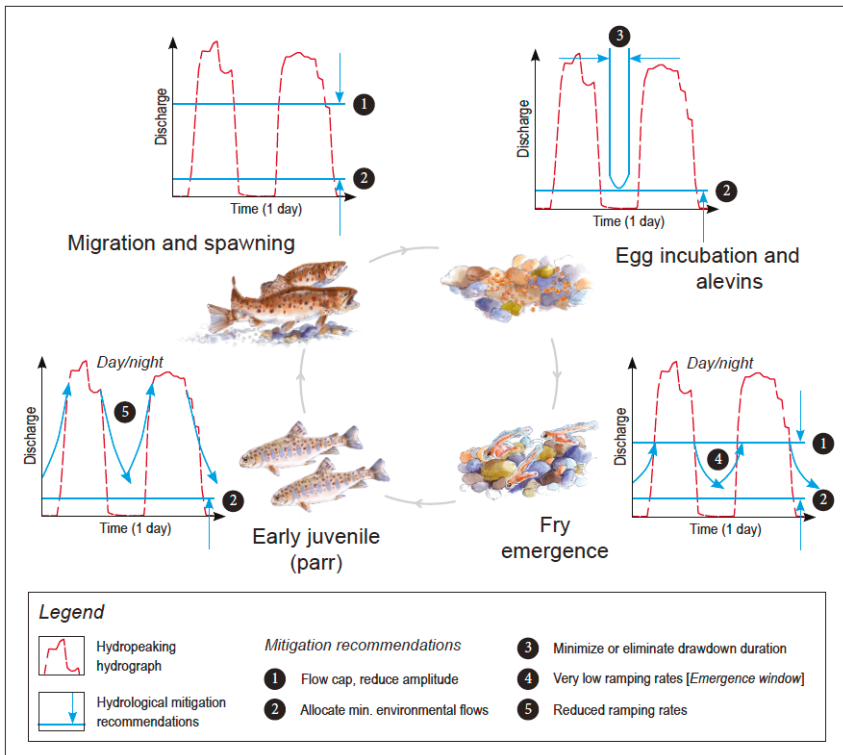 Discharge
Time (1 day)
1
2
Migration and spawning
3
Discharge
Time (1 day)
2
Egg incubation and
alevins
Day/night
Discharge
5
2
Time (1 day)
Early juvenile
(parr)
Day/night
Discharge
1
4
2
Time (1 day)
Fry
emergence
Legend
Hydropeaking
hydrograph
Hydrological mitigation
recommendations
Mitigation recommendations
1 Flow cap, reduce amplitude
2 Allocate min. environmental flows
3 Minimize or eliminate drawdown duration
4 Very low ramping rates [Emergence window]
5 Reduced ramping rates